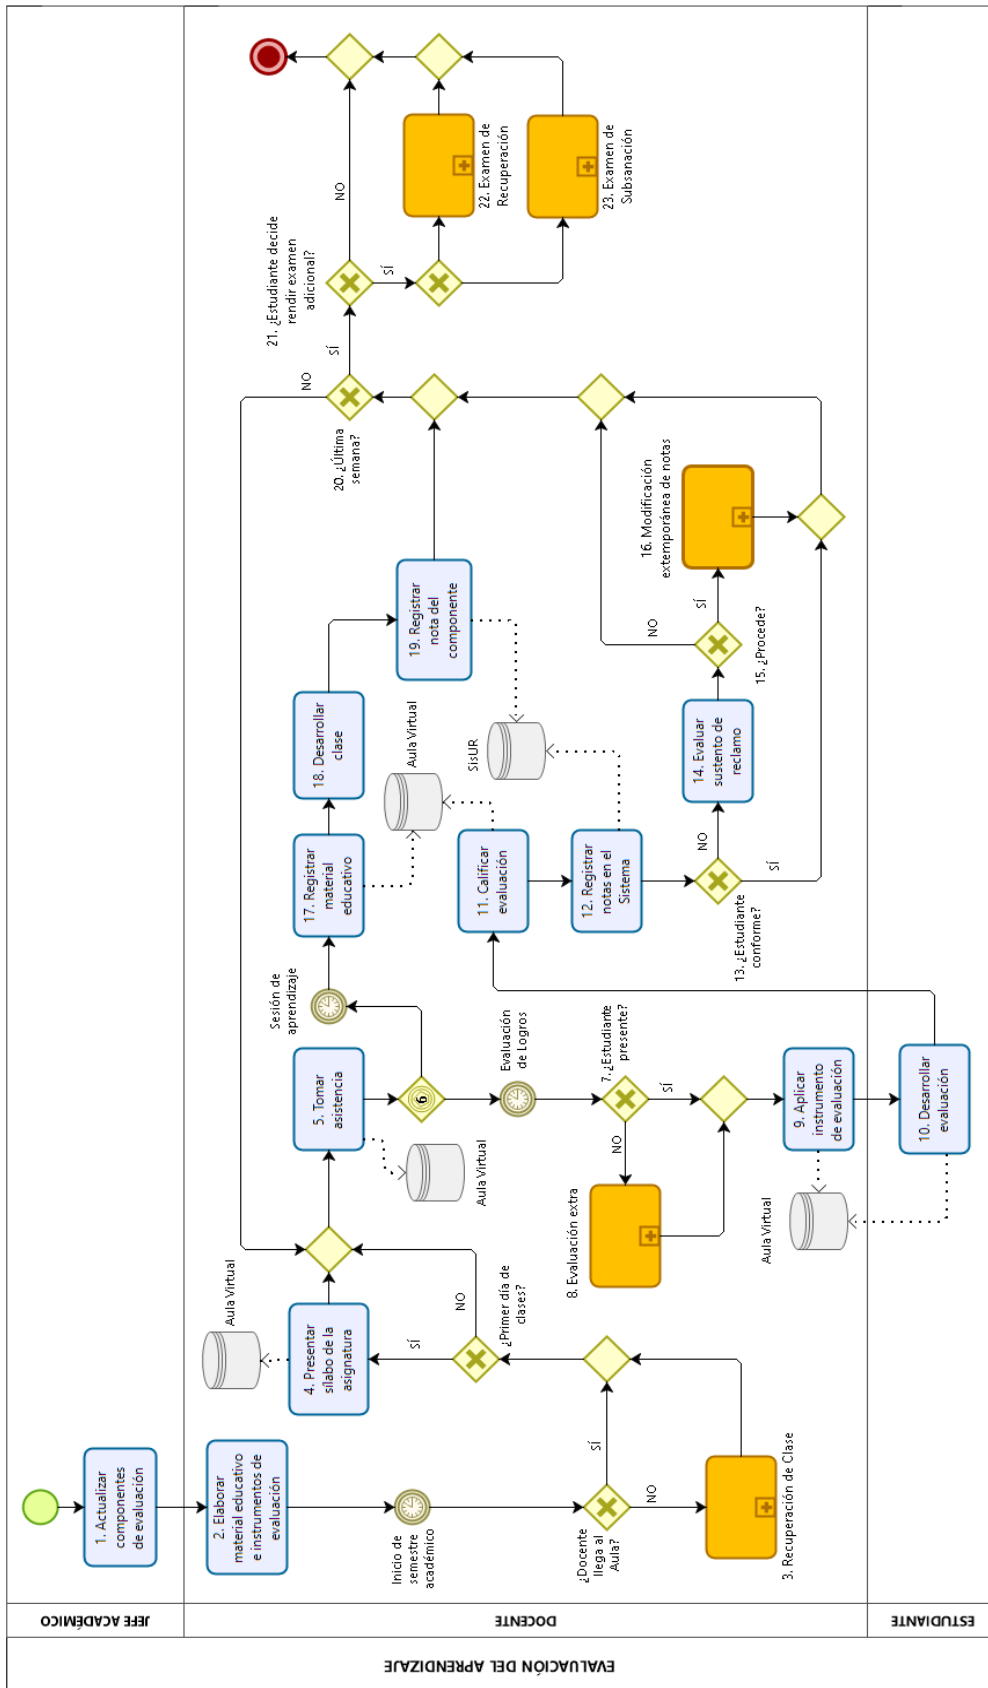 EVALUACIÓN DEL APRENDIZAJE
JEFE ACADÉMICO
DOCENTE
ESTUDIANTE
1. Actualizar
componentes
de evaluación
2. Elaborar
material educativo
e instrumentos de
evaluación
Inicio de
semestre
académico
¿Docente
llega al
Aula?
SÍ
NO
3. Recuperación de Clase
¿Primer día de
clases?
SÍ
NO
4. Presentar
sílabo de la
asignatura
Aula Virtual
5. Tomar
asistencia
Aula Virtual
6
Sesión de
aprendizaje
Evaluación
de Logros
7. ¿Estudiante
presente?
NO
SÍ
8. Evaluación extra
9. Aplicar
instrumento
de evaluación
Aula Virtual
10. Desarrollar
evaluación
11. Calificar
evaluación
Aula Virtual
12. Registrar
notas en el
Sistema
SisUR
13. ¿Estudiante
conforme?
NO
SÍ
14. Evaluar
sustento de
reclamo
15. ¿Procede?
NO
SÍ
16. Modificación
extemporánea de notas
17. Registrar
material
educativo
18. Desarrollar
clase
19. Registrar
nota del
componente
20. ¿Última
semana?
NO
SÍ
21. ¿Estudiante decide
rendir examen
adicional?
NO
SÍ
22. Examen de
Recuperación
23. Examen de
Subsanación